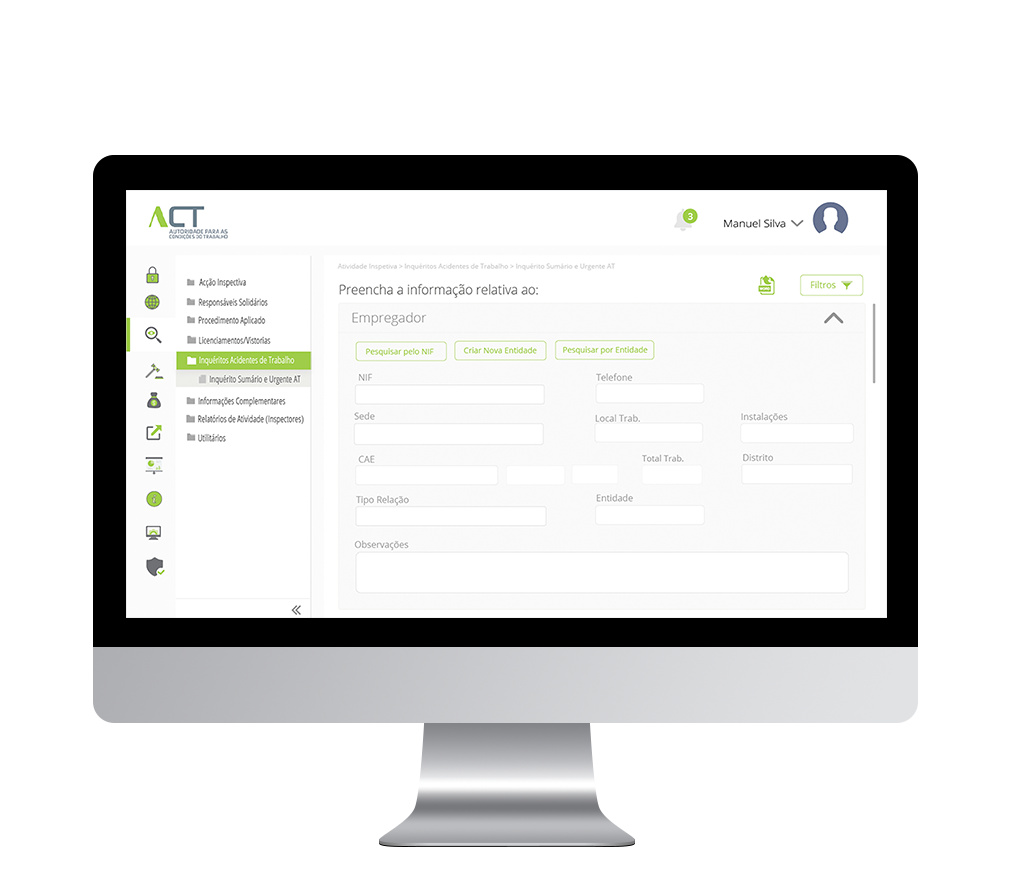 ACT
AUTORIDADE PARA AS
CONDIÇÕES DO TRABALHO
3
Manuel Silva
Acção Inspectiva
Responsáveis Solidários
Procedimento Aplicado
Licenciamentos/Vistorias
Inquéritos Acidentes de Trabalho
Inquérito Sumário e Urgente AT
Informações Complementares
Relatórios de Atividade (Inspectores)
Utilitários
Atividade Inspetiva > Inquéritos Acidentes de Trabalho > Inquérito Sumário e Urgente AT
Preencha a informação relativa ao:
Filtros
Empregador
Pesquisar pelo NIF
Criar Nova Entidade
Pesquisar por Entidade
NIF
Telefone
Sede
Local Trab.
Instalações
CAE
Total Trab.
Distrito
Tipo Relação
Entidade
Observações